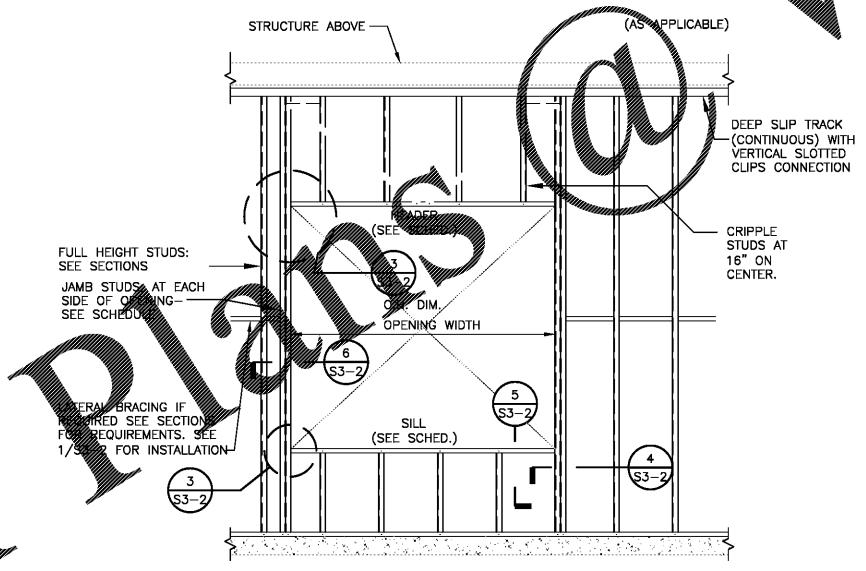 STRUCTURE ABOVE
(AS APPLICABLE)
DEEP SLIP TRACK
(CONTINUOUS) WITH
VERTICAL SLOTTED
CLIPS CONNECTION
HEADER
(SEE SCHED.)
CRIPPLE
STUDS AT
16" ON
CENTER.
FULL HEIGHT STUDS:
SEE SECTIONS
JAMB STUDS AT EACH
SIDE OF OPENING-
SEE SCHEDULE
3
S3-2
DIM.
OPENING WIDTH
6
S3-2
5
S3-2
LATERAL BRACING IF
REQUIRED SEE SECTIONS
FOR REQUIREMENTS. SEE
1/S3-2 FOR INSTALLATION
SILL
(SEE SCHED.)
3
S3-2
4
S3-2
Plans @